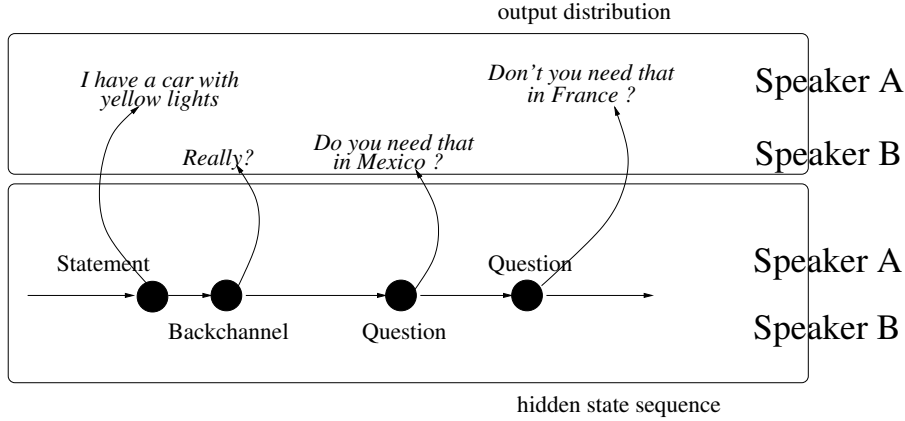 output distribution
I have a car with
yellow lights
Don't you need that
in France ?
Speaker A
Really?
Do you need that
in Mexico ?
Speaker B
Statement
Question
Speaker A
Backchannel
Question
Speaker B
hidden state sequence